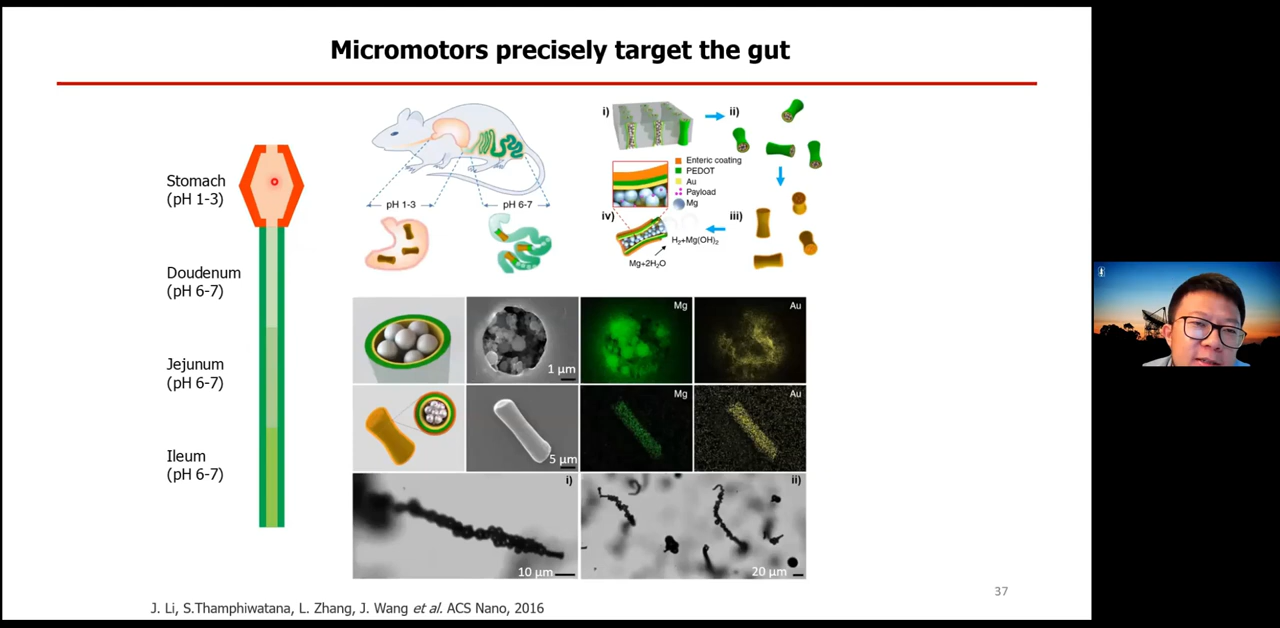 Micromotors precisely target the gut
Stomach
(pH 1-3)
Doudenum
(pH 6-7)
Jejunum
(pH 6-7)
Ileum
(pH 6-7)
pH 1-3
pH 6-7
i)
ii)
Enteric coating
PEDOT
Au
Payload
Mg
iv)
iii)
H₂+Mg(OH)₂
Mg+2H₂O
1 µm
Mg
Au
5 µm
Mg
Au
i)
10 µm
ii)
20 µm
37
J. Li, S.Thamphiwatana, L. Zhang, J. Wang et al. ACS Nano, 2016